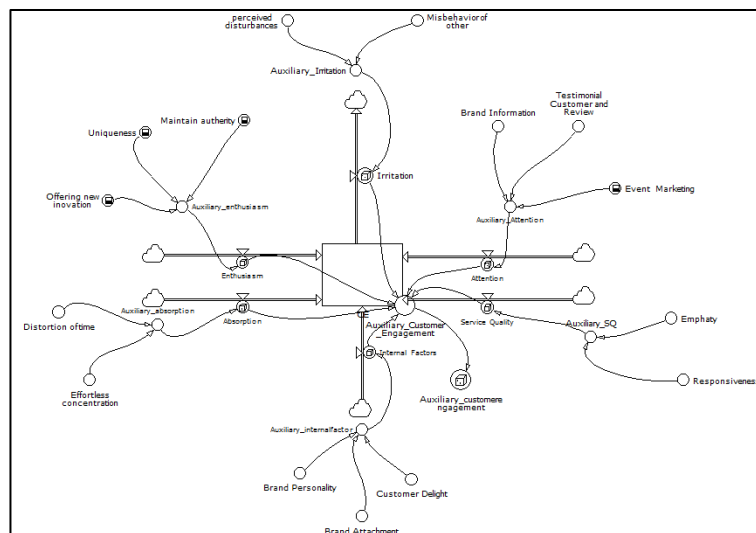 perceived
disturbances
Misbehavior of
other
Auxiliary_Irritation
Testimonial
Customer and
Review
Brand Information
Maintain autherity
Uniqueness
Irritation
Event Marketing
Offering new
inovation
Auxiliary_enthusiasm
Auxiliary_Attention
Enthusiasm
Attention
Auxiliary_absorption
Absorption
CE
Auxiliary_Customer
_Engagement
Service Quality
Auxiliary_SQ
Emphaty
Distortion oftime
Internal Factors
Effortless
concentration
Auxiliary_customere
ngagement
Responsiveness
Auxiliary_internalfactor
Brand Personality
Customer Delight
Brand Attachment